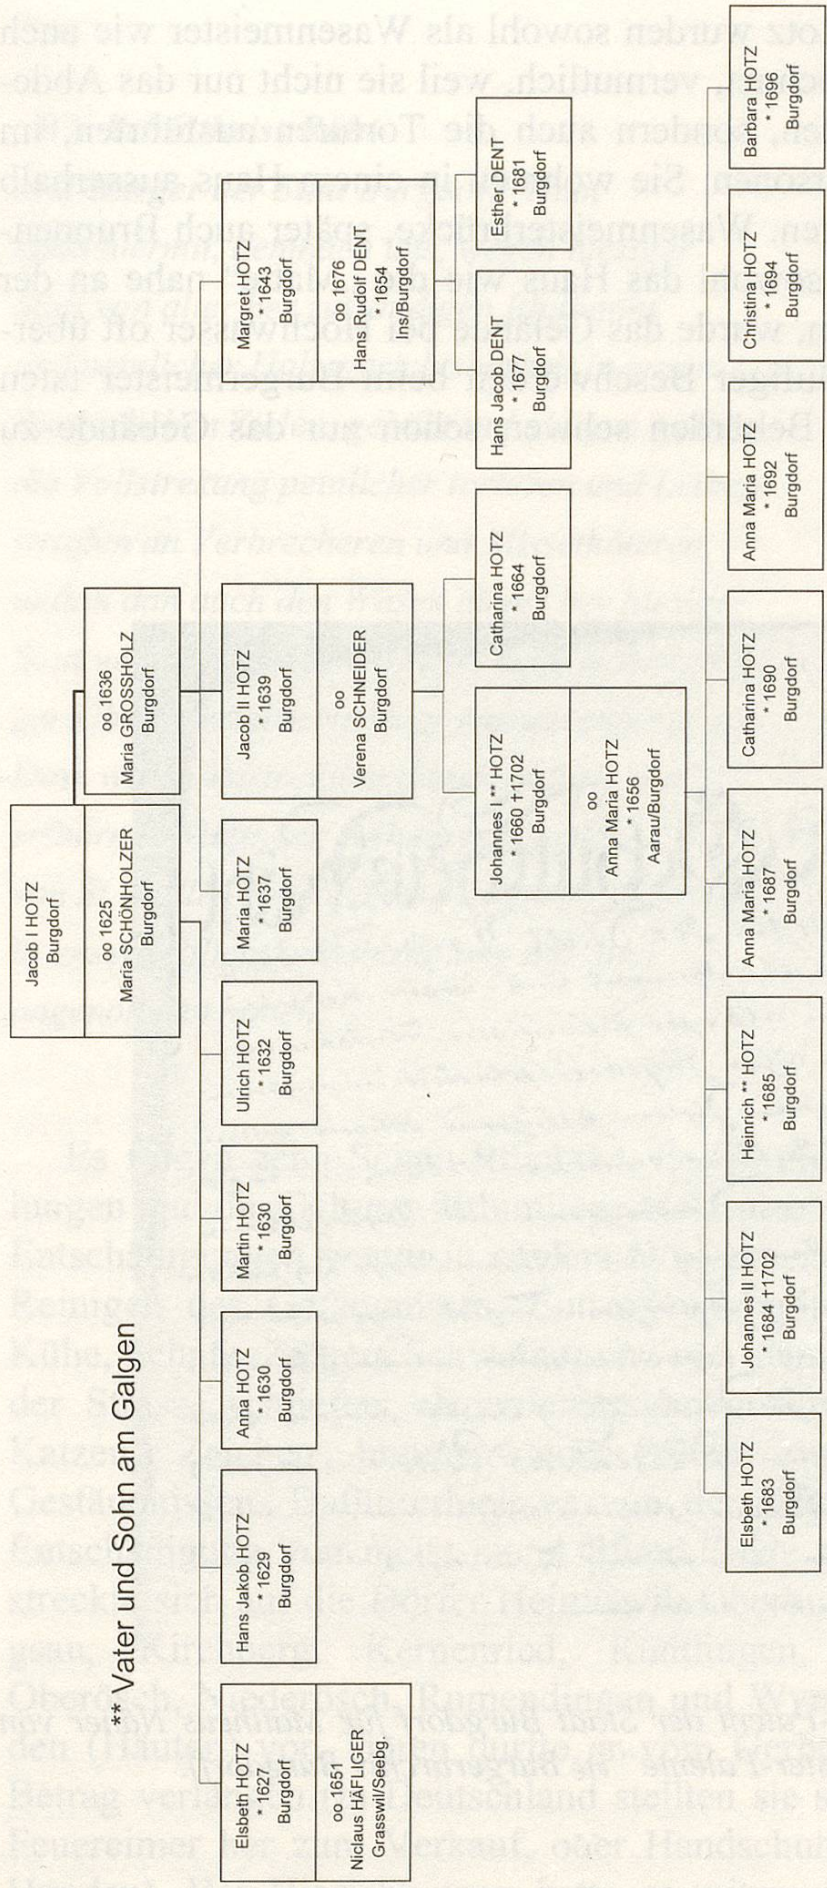 ** Vater und Sohn am Galgen
Jacob I HOTZ
Burgdorf
oo 1625
Maria SCHÖNHOLZER
Burgdorf
oo 1636
Maria GROSSHOLZ
Burgdorf
Elsbeth HOTZ
* 1627
Burgdorf
oo 1651
Niclaus HÄFLIGER
Grasswil/Seebg.
Hans Jakob HOTZ
* 1629
Burgdorf
Anna HOTZ
* 1630
Burgdorf
Martin HOTZ
* 1630
Burgdorf
Ulrich HOTZ
* 1632
Burgdorf
Maria HOTZ
* 1637
Burgdorf
Jacob II HOTZ
* 1639
Burgdorf
oo
Verena SCHNEIDER
Burgdorf
Margret HOTZ
* 1643
Burgdorf
oo 1676
Hans Rudolf DENT
* 1654
Ins/Burgdorf
Johannes I ** HOTZ
* 1660 †1702
Burgdorf
oo
Anna Maria HOTZ
* 1656
Aarau/Burgdorf
Catharina HOTZ
* 1664
Burgdorf
Hans Jacob DENT
* 1677
Burgdorf
Esther DENT
* 1681
Burgdorf
Elsbeth HOTZ
* 1683
Burgdorf
Johannes II HOTZ
* 1684 †1702
Burgdorf
Heinrich ** HOTZ
* 1685
Burgdorf
Anna Maria HOTZ
* 1687
Burgdorf
Catharina HOTZ
* 1690
Burgdorf
Anna Maria HOTZ
* 1692
Burgdorf
Christina HOTZ
* 1694
Burgdorf
Barbara HOTZ
* 1696
Burgdorf